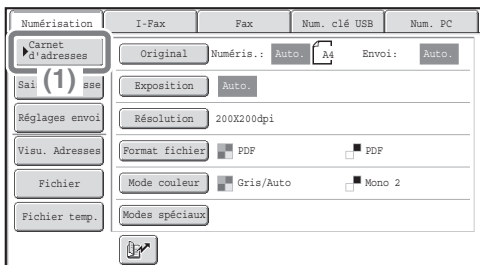 Numérisation I-Fax Fax Num. clé USB Num. PC
Carnet d'adresses
(1)
Original Numéris.: Auto. A4 Envoi: Auto.
Exposition Auto.
Réglages envoi Résolution 200X200dpi
Visu. Adresses Format fichier PDF PDF
Fichier Mode couleur Gris/Auto Mono 2
Fichier temp. Modes spéciaux